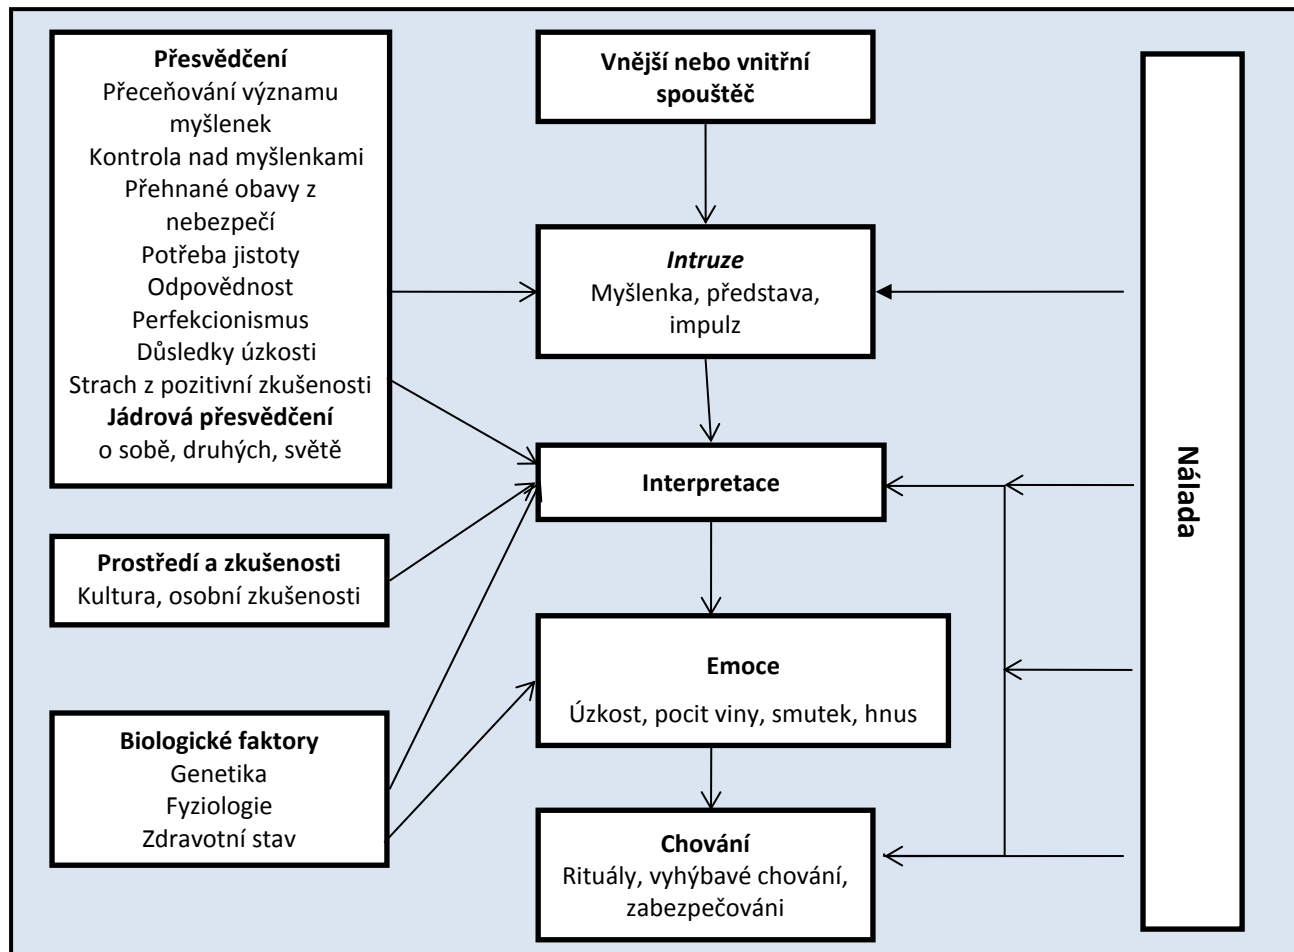 Přesvědčení
Přeceňování významu
myšlenek
Kontrola nad myšlenkami
Přehnané obavy z
nebezpečí
Potřeba jistoty
Odpovědnost
Perfekcionismus
Důsledky úzkosti
Strach z pozitivní zkušenosti
Jádrová přesvědčení
o sobě, druhých, světě
Prostředí a zkušenosti
Kultura, osobní zkušenosti
Biologické faktory
Genetika
Fyziologie
Zdravotní stav
Vnější nebo vnitřní
spouštěč
Intruze
Myšlenka, představa,
impulz
Interpretace
Emoce
Úzkost, pocit viny, smutek, hnus
Chování
Rituály, vyhýbavé chování,
zabezpečováni
Nálada